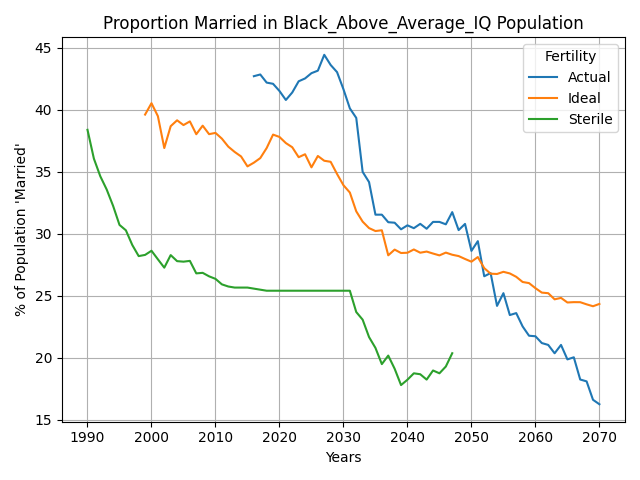 Proportion Married in Black_Above_Average_IQ Population
% of Population 'Married'
45
40
35
30
25
20
15
Fertility
Actual
Ideal
Sterile
1990 2000 2010 2020 2030 2040 2050 2060 2070
Years